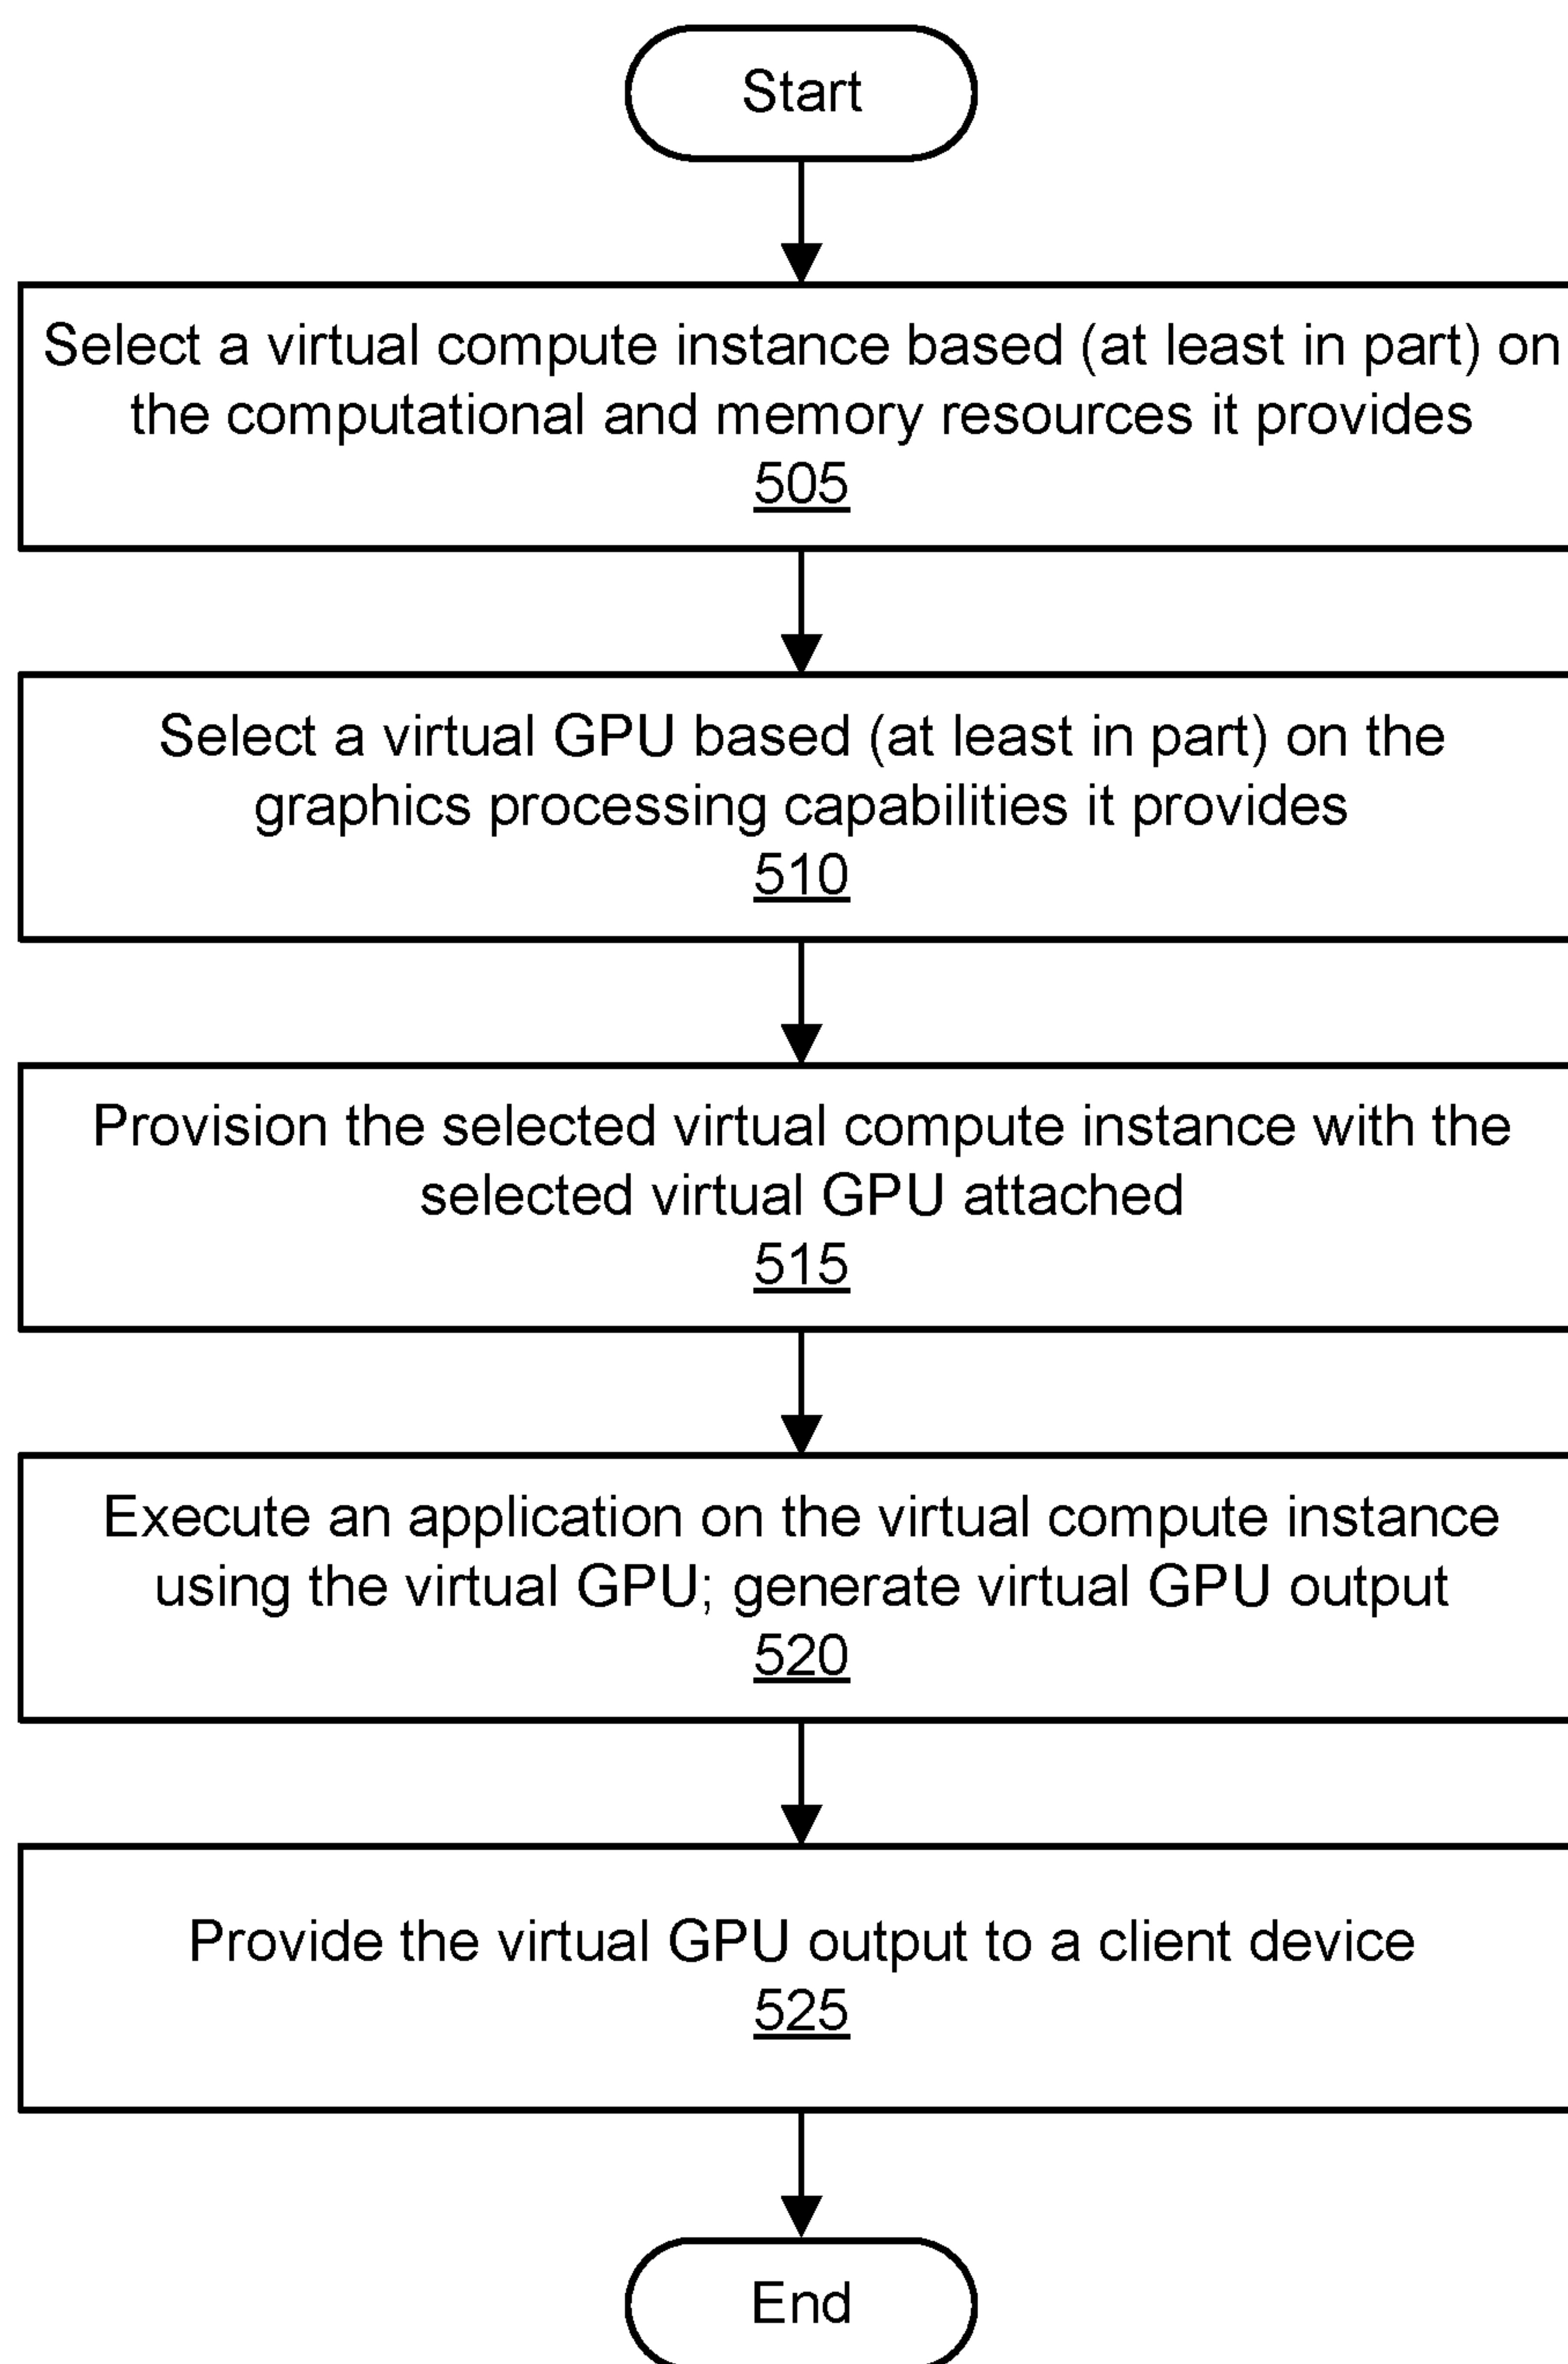 Start
Select a virtual compute instance based (at least in part) on
the computational and memory resources it provides
505
Select a virtual GPU based (at least in part) on the
graphics processing capabilities it provides
510
Provision the selected virtual compute instance with the
selected virtual GPU attached
515
Execute an application on the virtual compute instance
using the virtual GPU; generate virtual GPU output
520
Provide the virtual GPU output to a client device
525
End